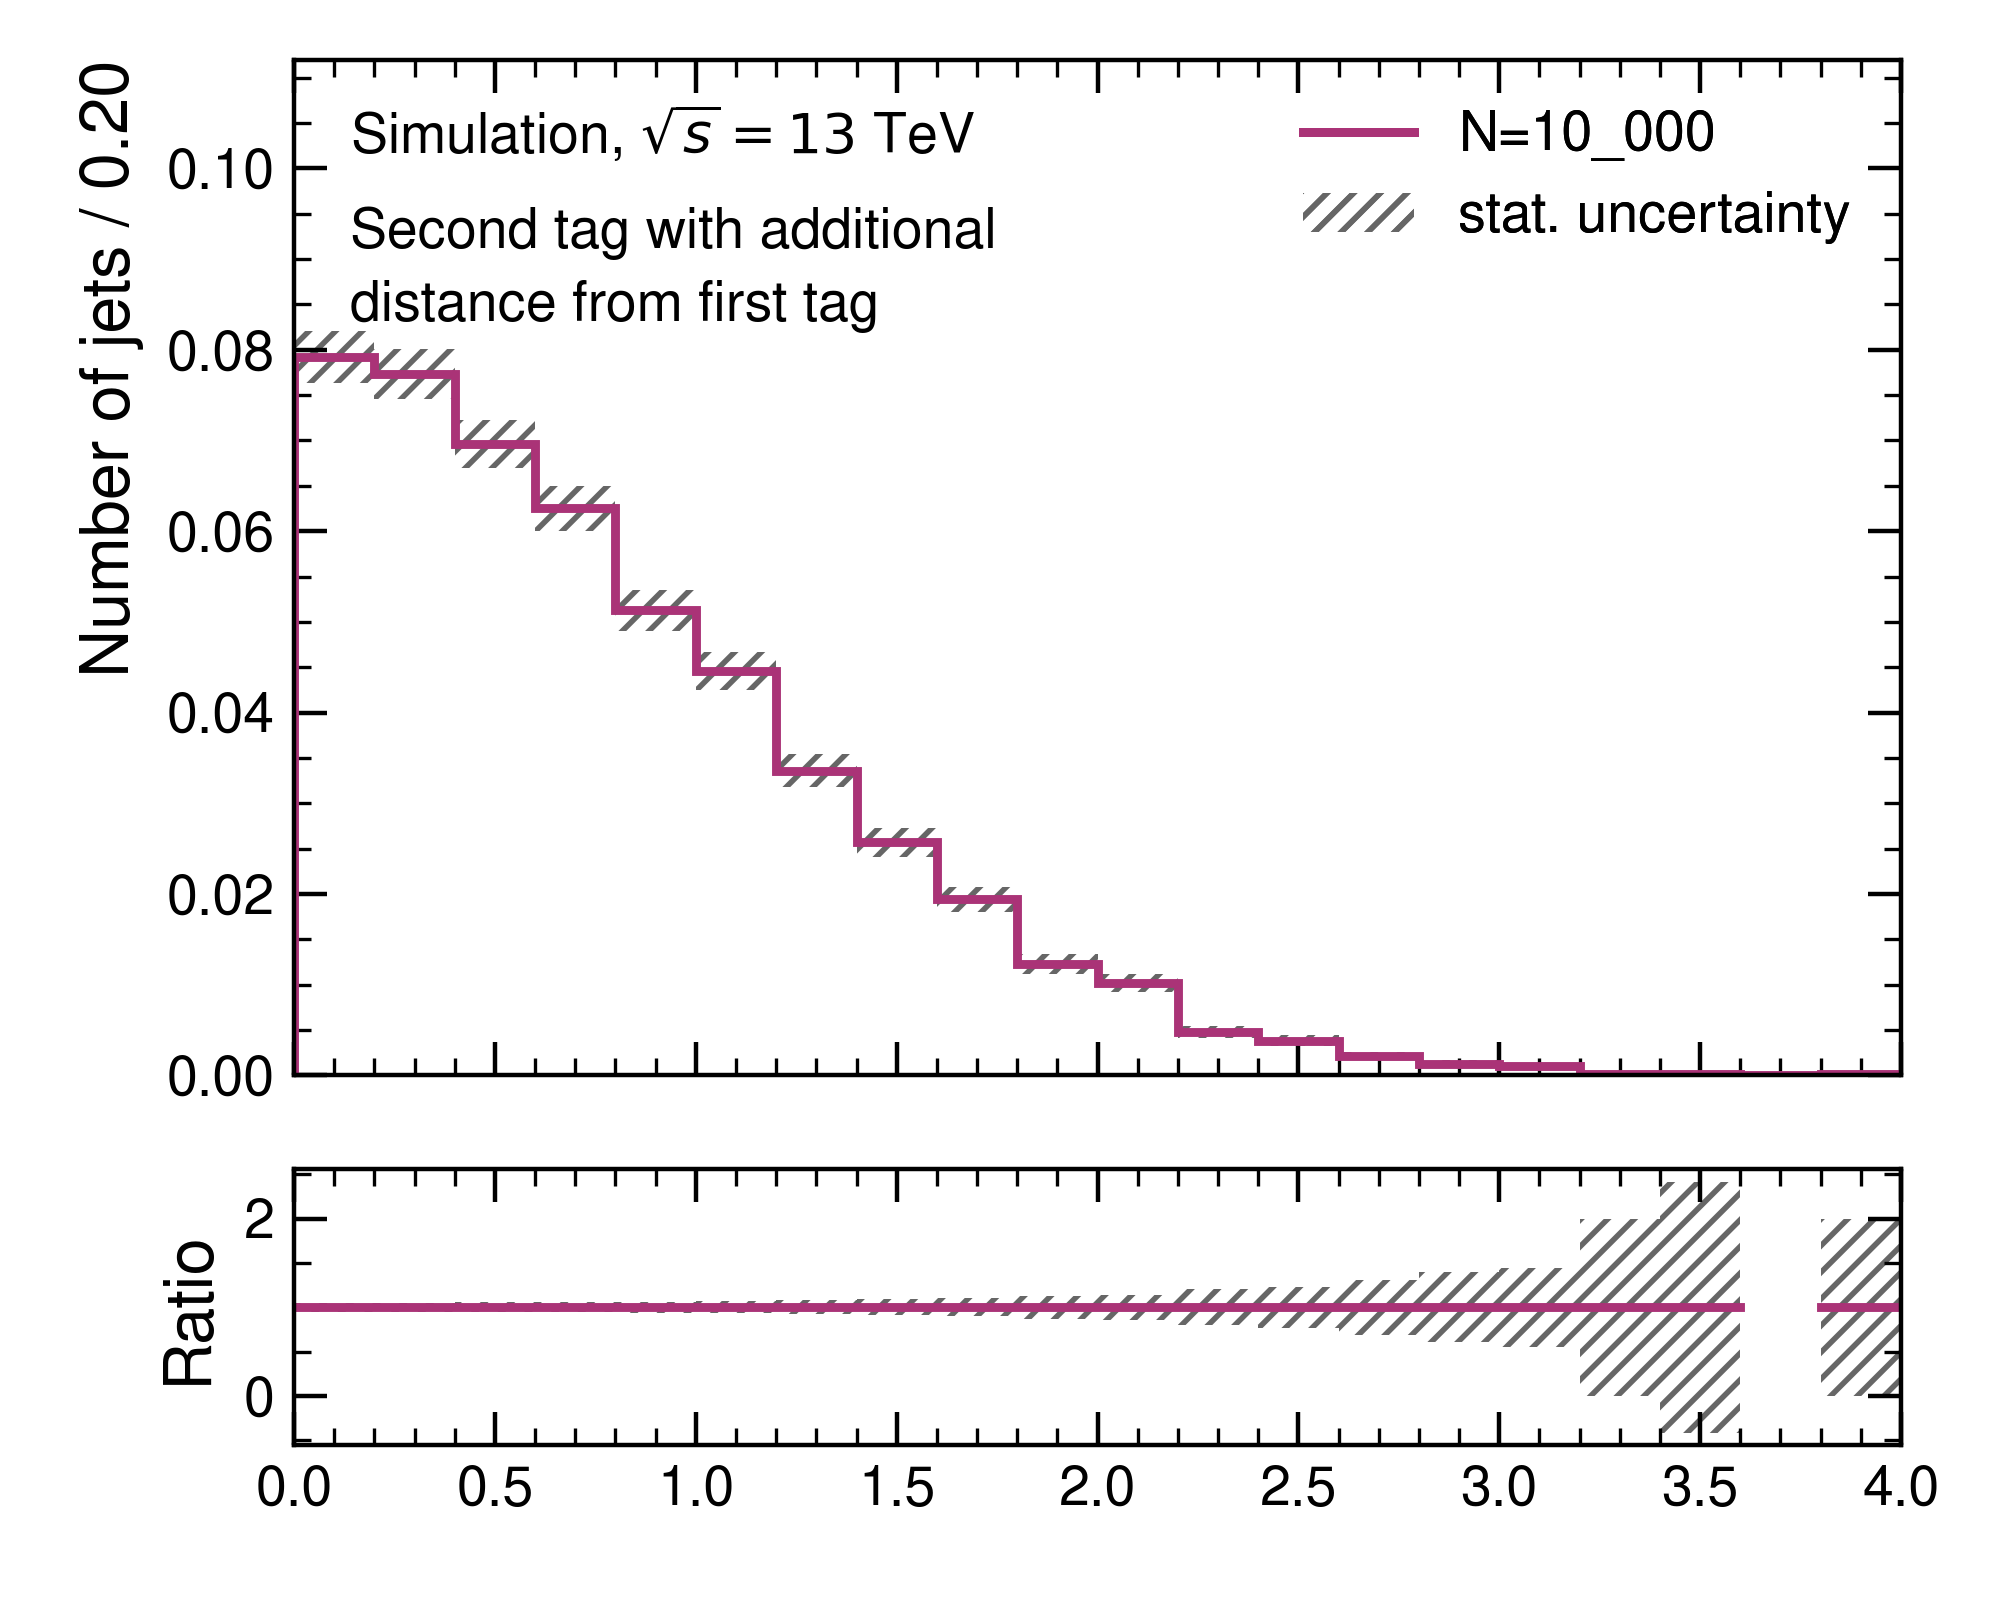 Number of jets / 0.20
Simulation, √s = 13 TeV
Second tag with additional
distance from first tag
N=10_000
stat. uncertainty
0.10
0.08
0.06
0.04
0.02
0.00
Ratio
2
0
0.0 0.5 1.0 1.5 2.0 2.5 3.0 3.5 4.0